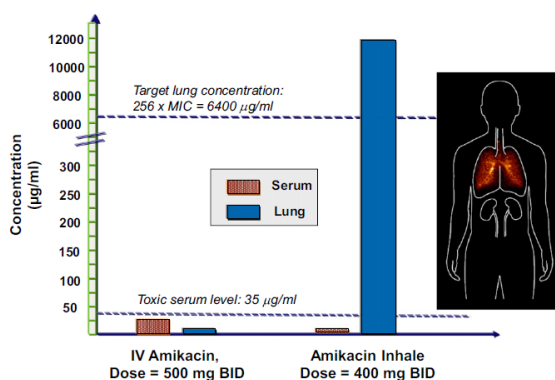 12000
10000
8000
6000
300
250
200
150
100
50
Concentration
(µg/ml)
Target lung concentration:
256 x MIC = 6400 µg/ml
Serum
Lung
Toxic serum level: 35 µg/ml
IV Amikacin,
Dose = 500 mg BID
Amikacin Inhale
Dose = 400 mg BID